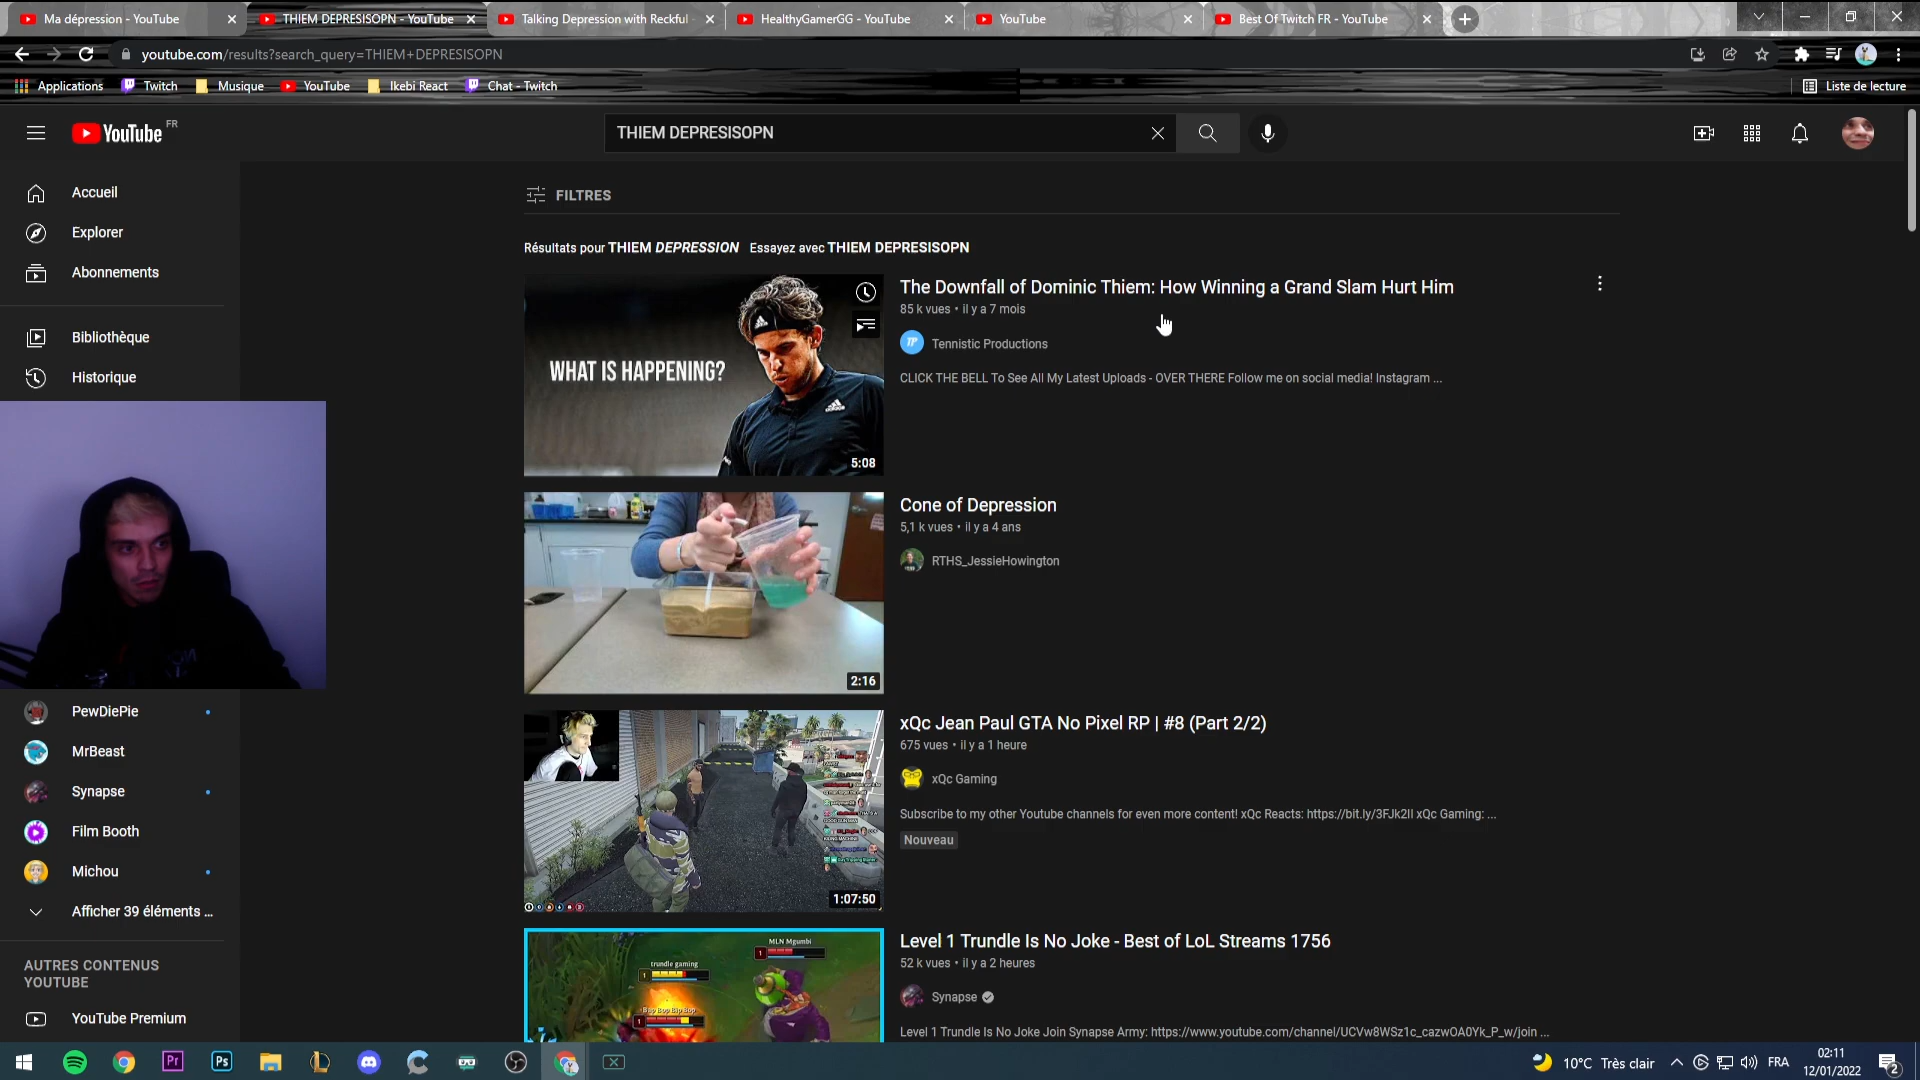 Ma dépression - YouTube
THIEM DEPRESISOPN - YouTube
Talking Depression with Reckful
HealthyGamerGG - YouTube
YouTube
Best Of Twitch FR - YouTube
youtube.com/results?search_query=THIEM+DEPRESISOPN
Applications
Twitch
Musique
YouTube
Ikebi React
Chat - Twitch
Liste de lecture
YouTube FR
THIEM DEPRESISOPN
Accueil
Explorer
Abonnements
Bibliothèque
Historique
PewDiePie
MrBeast
Synapse
Film Booth
Michou
Afficher 39 éléments ...
AUTRES CONTENUS
YOUTUBE
YouTube Premium
FILTRES
Résultats pour THIEM DEPRESSION Essayez avec THIEM DEPRESISOPN
WHAT IS HAPPENING?
5:08
The Downfall of Dominic Thiem: How Winning a Grand Slam Hurt Him
85 k vues • il y a 7 mois
Tennistic Productions
CLICK THE BELL To See All My Latest Uploads - OVER THERE Follow me on social media! Instagram ...
2:16
Cone of Depression
5,1 k vues • il y a 4 ans
RTHS_JessieHowington
1:07:50
xQc Jean Paul GTA No Pixel RP | #8 (Part 2/2)
675 vues • il y a 1 heure
xQc Gaming
Subscribe to my other Youtube channels for even more content! xQc Reacts: https://bit.ly/3FJk2Il xQc Gaming: ...
Nouveau
MLN Mgumbi
trundle gaming
Level 1 Trundle Is No Joke - Best of LoL Streams 1756
52 k vues • il y a 2 heures
Synapse
Level 1 Trundle Is No Joke Join Synapse Army: https://www.youtube.com/channel/UCVw8WSz1c_cazwOA0Yk_P_w/join ...
Pr
Ps
10°C Très clair
FRA
02:11
12/01/2022
2